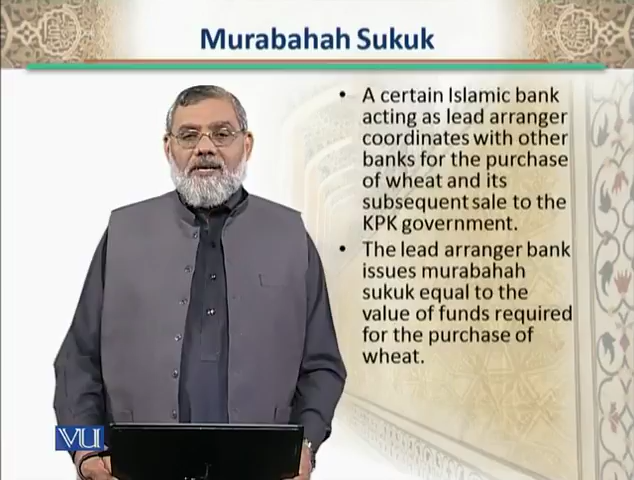 Murabahah Sukuk
• A certain Islamic bank
acting as lead arranger
coordinates with other
banks for the purchase
of wheat and its
subsequent sale to the
KPK government.
• The lead arranger bank
issues murabahah
sukuk equal to the
value of funds required
for the purchase of
wheat.
VU